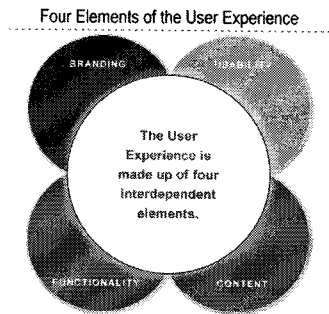 Four Elements of the User Experience
BRANDING
USABILITY
The User
Experience is
made up of four
interdependent
elements.
FUNCTIONALITY
CONTENT